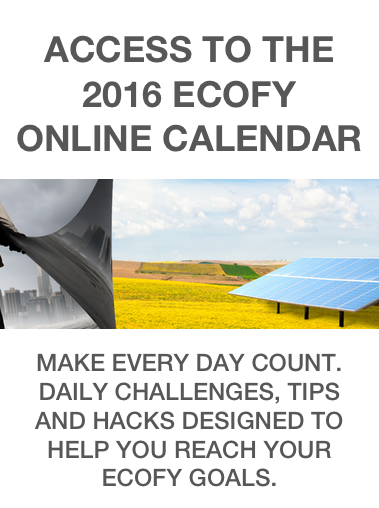 ACCESS TO THE
2016 ECOFY
ONLINE CALENDAR
MAKE EVERY DAY COUNT.
DAILY CHALLENGES, TIPS
AND HACKS DESIGNED TO
HELP YOU REACH YOUR
ECOFY GOALS.